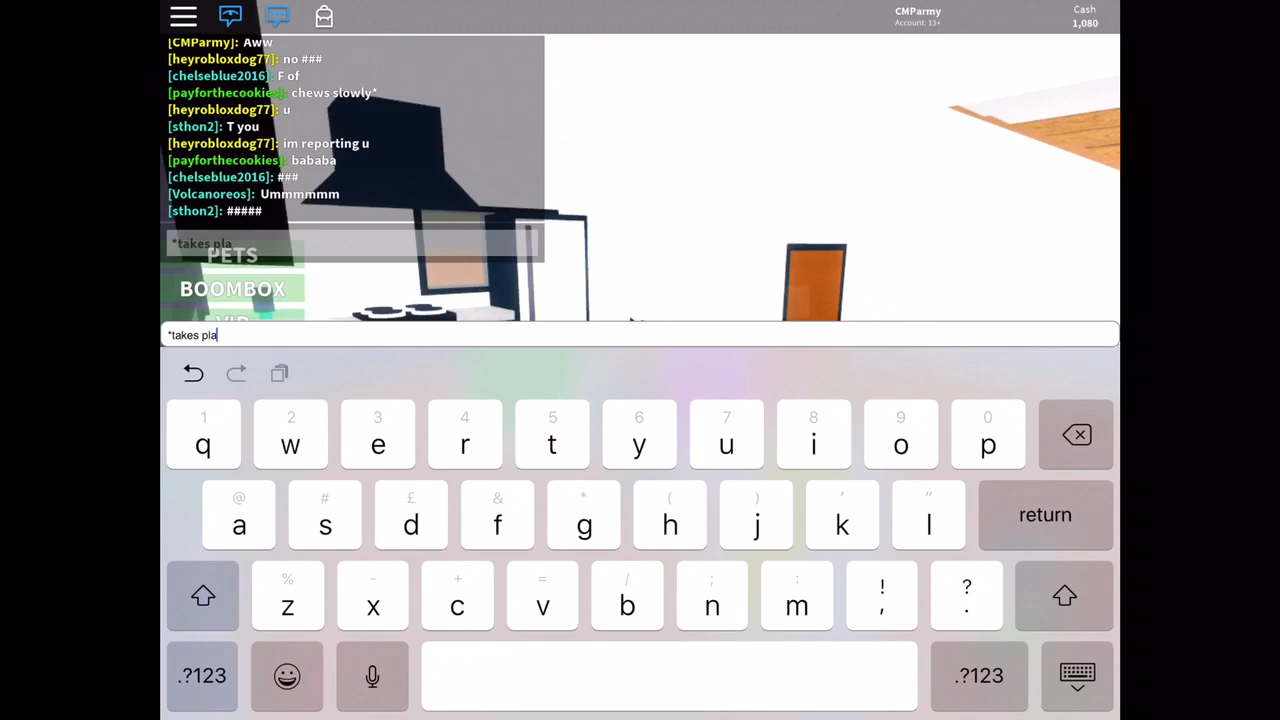 CMParmy
Account: 13+
Cash
1,080
[CMParmy]: Aww
[heyrobloxdog77]: no ###
[chelseblue2016]: F of
[payforthecookies]: chews slowly*
[heyrobloxdog77]: u
[sthon2]: T you
[heyrobloxdog77]: im reporting u
[payforthecookies]: bababa
[chelseblue2016]: ###
[Volcanoreos]: Ummmmmm
[sthon2]: #####
*takes pla
PETS
BOOMBOX
VIP
*takes pla
1 2 3 4 5 6 7 8 9 0
q w e r t y u i o p
@ # £ & * ( ) ' "
a s d f g h j k l return
% - + = / ; : ! ?
z x c v b n m , .
.?123 .?123